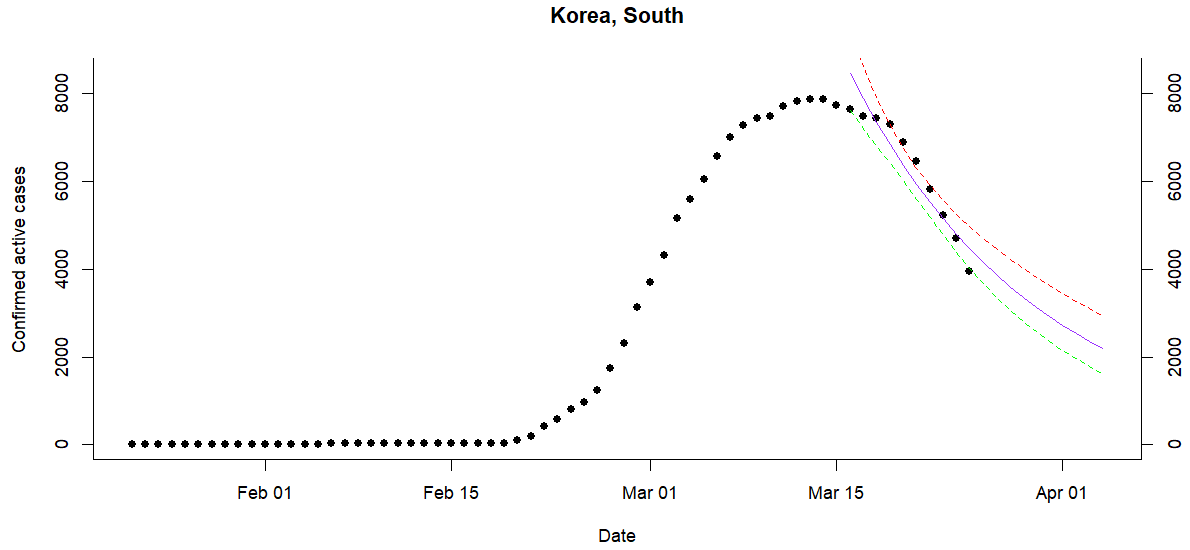 Korea, South
Confirmed active cases
8000
6000
4000
2000
0
8000
6000
4000
2000
0
Feb 01 Feb 15 Mar 01 Mar 15 Apr 01
Date